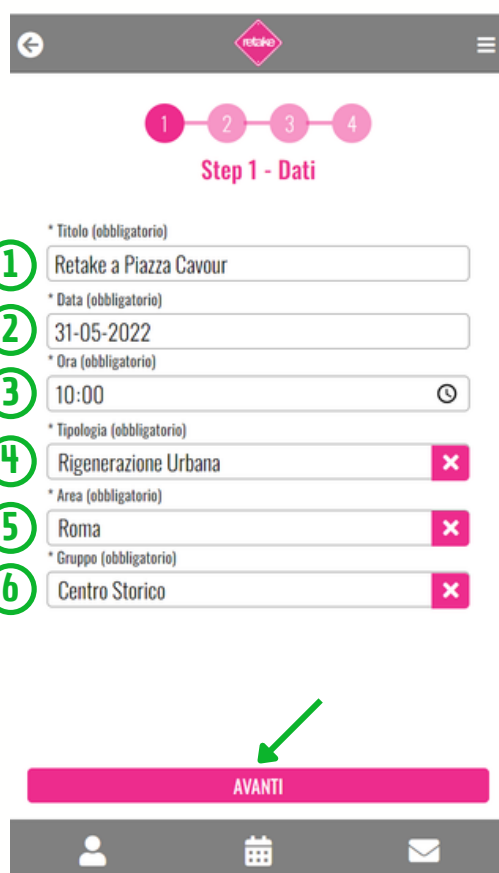 retake
1 2 3 4
Step 1 - Dati
* Titolo (obbligatorio)
1 Retake a Piazza Cavour
* Data (obbligatorio)
2 31-05-2022
* Ora (obbligatorio)
3 10:00
* Tipologia (obbligatorio)
4 Rigenerazione Urbana
* Area (obbligatorio)
5 Roma
* Gruppo (obbligatorio)
6 Centro Storico
AVANTI